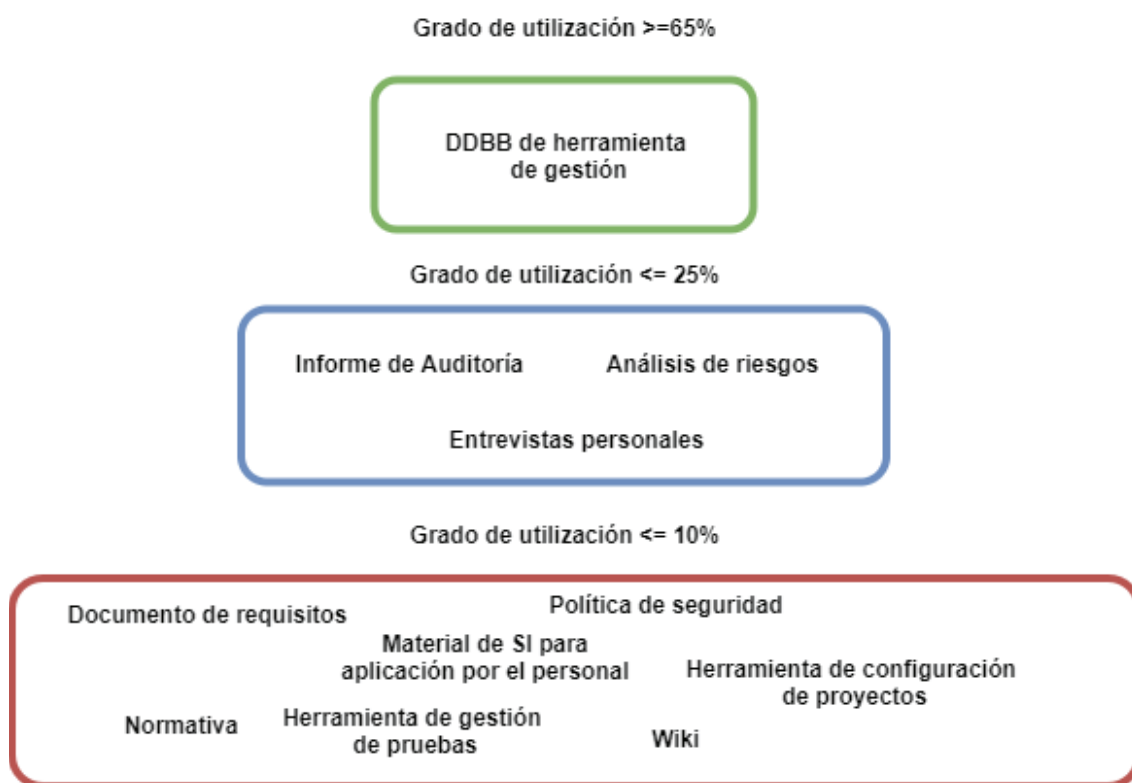 Grado de utilización >=65%
DDBB de herramienta
de gestión
Grado de utilización <= 25%
Informe de Auditoría
Análisis de riesgos
Entrevistas personales
Grado de utilización <= 10%
Documento de requisitos
Política de seguridad
Material de SI para
aplicación por el personal
Herramienta de configuración
de proyectos
Normativa
Herramienta de gestión
de pruebas
Wiki